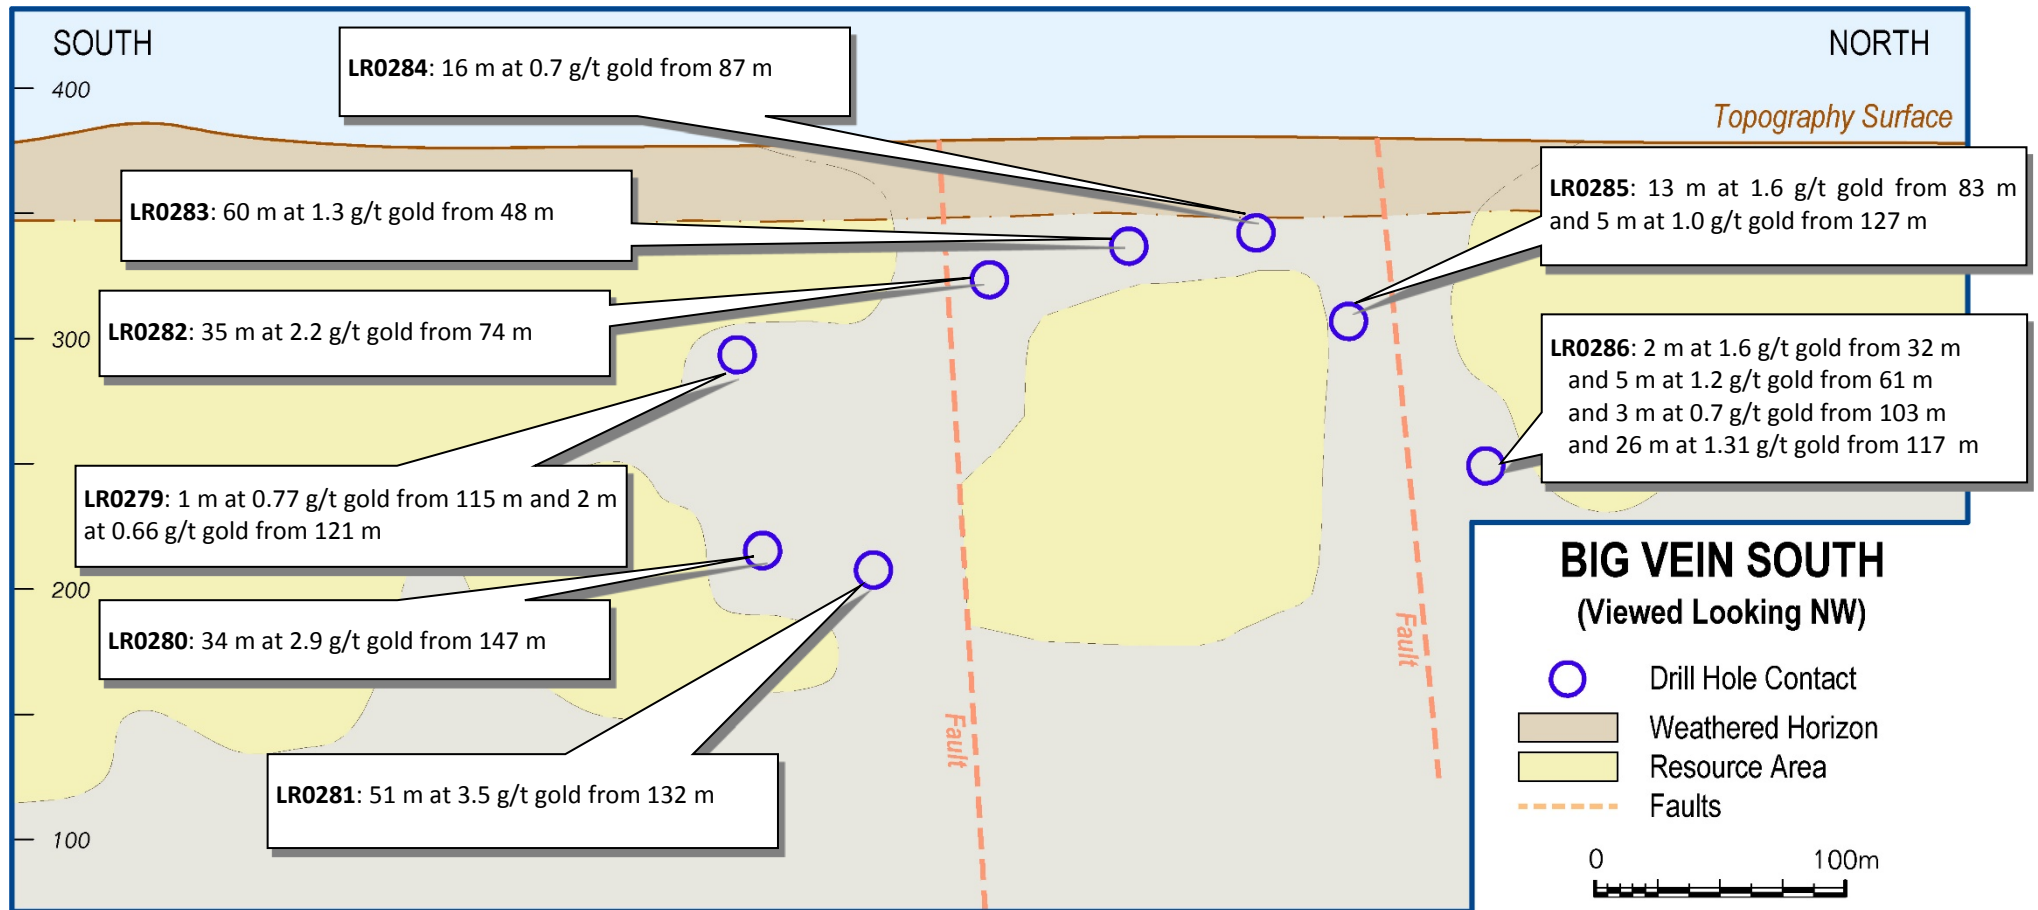 SOUTH
NORTH
400
300
200
100
Topography Surface
LR0284: 16 m at 0.7 g/t gold from 87 m
LR0283: 60 m at 1.3 g/t gold from 48 m
LR0285: 13 m at 1.6 g/t gold from 83 m
and 5 m at 1.0 g/t gold from 127 m
LR0282: 35 m at 2.2 g/t gold from 74 m
LR0286: 2 m at 1.6 g/t gold from 32 m
and 5 m at 1.2 g/t gold from 61 m
and 3 m at 0.7 g/t gold from 103 m
and 26 m at 1.31 g/t gold from 117 m
LR0279: 1 m at 0.77 g/t gold from 115 m and 2 m
at 0.66 g/t gold from 121 m
LR0280: 34 m at 2.9 g/t gold from 147 m
LR0281: 51 m at 3.5 g/t gold from 132 m
Fault
Fault
BIG VEIN SOUTH
(Viewed Looking NW)
Drill Hole Contact
Weathered Horizon
Resource Area
Faults
0 100m